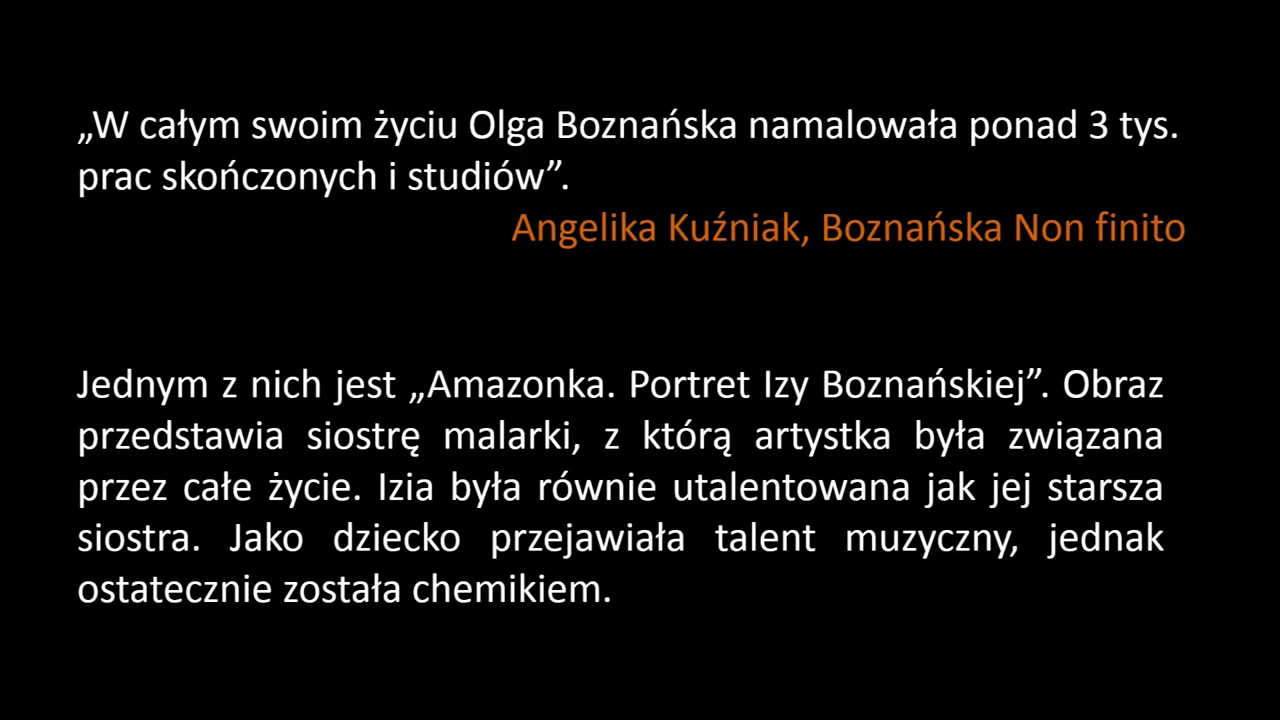 „W całym swoim życiu Olga Boznańska namalowała ponad 3 tys.
prac skończonych i studiów”.
Angelika Kuźniak, Boznańska Non finito
Jednym z nich jest „Amazonka. Portret Izy Boznańskiej”. Obraz
przedstawia siostrę malarki, z którą artystka była związana
przez całe życie. Izia była równie utalentowana jak jej starsza
siostra. Jako dziecko przejawiała talent muzyczny, jednak
ostatecznie została chemikiem.